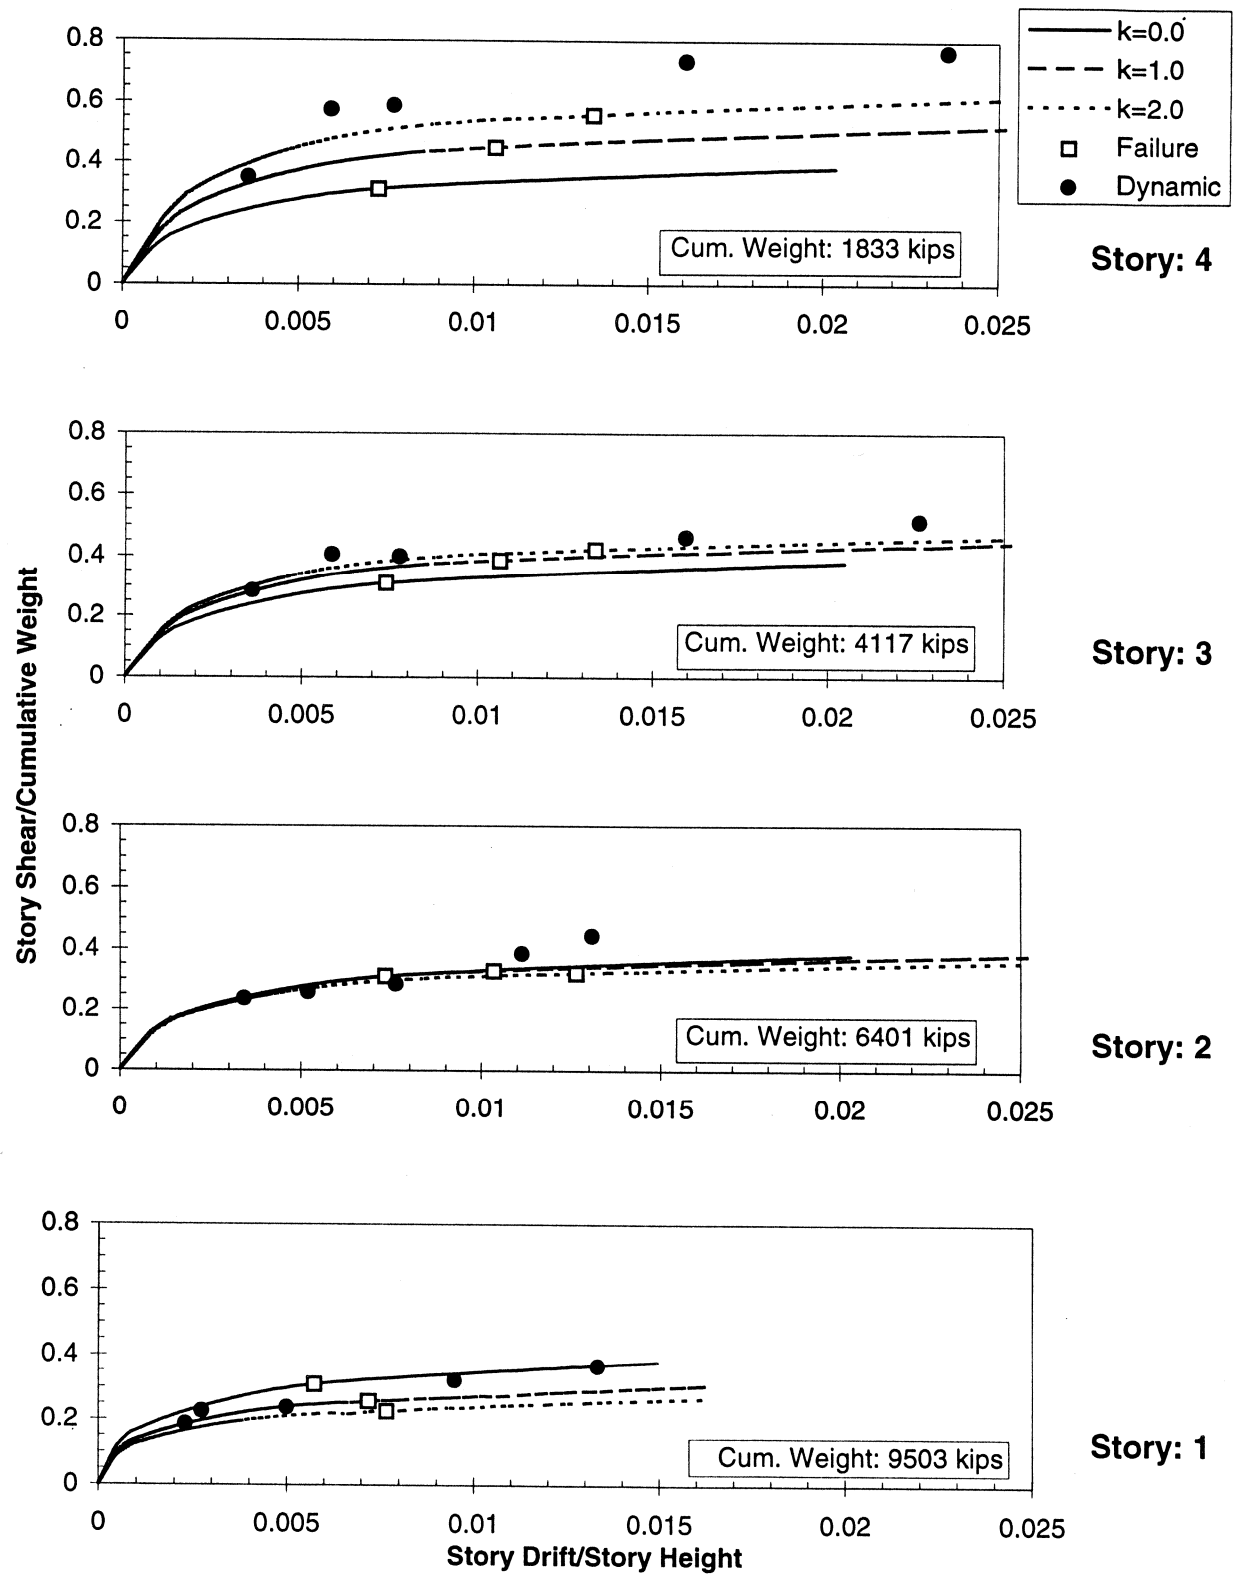 0.8
0.6
0.4
0.2
0
0 0.005 0.01 0.015 0.02 0.025
Cum. Weight: 1833 kips
k=0.0
k=1.0
k=2.0
Failure
Dynamic
Story: 4
Story Shear/Cumulative Weight
0.8
0.6
0.4
0.2
0
0 0.005 0.01 0.015 0.02 0.025
Cum. Weight: 4117 kips
Story: 3
0.8
0.6
0.4
0.2
0
0 0.005 0.01 0.015 0.02 0.025
Cum. Weight: 6401 kips
Story: 2
0.8
0.6
0.4
0.2
0
0 0.005 0.01 0.015 0.02 0.025
Cum. Weight: 9503 kips
Story: 1
Story Drift/Story Height